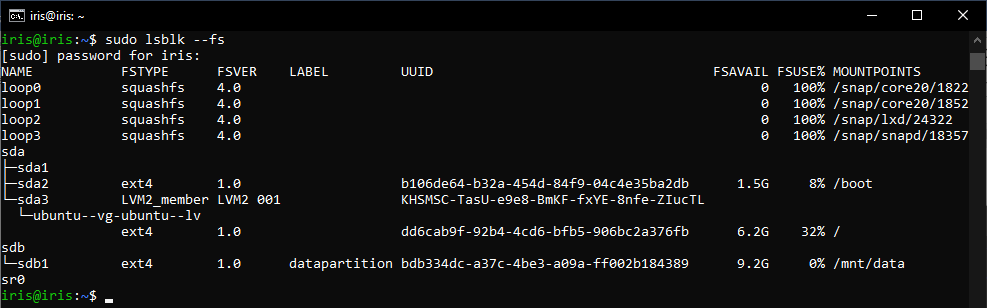 iris@iris: ~
iris@iris:~$ sudo lsblk --fs
[sudo] password for iris:
NAME FSTYPE FSVER LABEL UUID FSAVAIL FSUSE% MOUNTPOINTS
loop0 squashfs 4.0 0 100% /snap/core20/1822
loop1 squashfs 4.0 0 100% /snap/core20/1852
loop2 squashfs 4.0 0 100% /snap/lxd/24322
loop3 squashfs 4.0 0 100% /snap/snapd/18357
sda
├─sda1
├─sda2 ext4 1.0 b106de64-b32a-454d-84f9-04c4e35ba2db 1.5G 8% /boot
└─sda3 LVM2_member LVM2 001 KHSMSC-TasU-e9e8-BmKF-fxYE-8nfe-ZIucTL
└─ubuntu--vg-ubuntu--lv
ext4 1.0 dd6cab9f-92b4-4cd6-bfb5-906bc2a376fb 6.2G 32% /
sdb
└─sdb1 ext4 1.0 datapartition bdb334dc-a37c-4be3-a09a-ff002b184389 9.2G 0% /mnt/data
sr0
iris@iris:~$